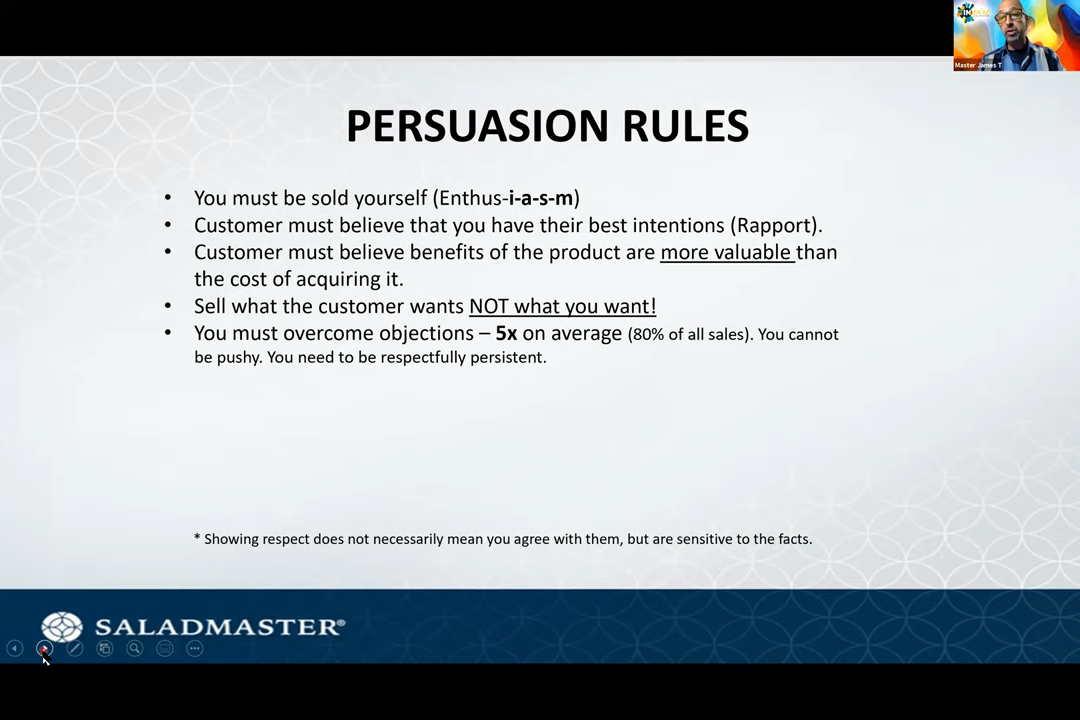 Master James T
PERSUASION RULES
• You must be sold yourself (Enthus-i-a-s-m)
• Customer must believe that you have their best intentions (Rapport).
• Customer must believe benefits of the product are more valuable than
the cost of acquiring it.
• Sell what the customer wants NOT what you want!
• You must overcome objections – 5x on average (80% of all sales). You cannot
be pushy. You need to be respectfully persistent.
* Showing respect does not necessarily mean you agree with them, but are sensitive to the facts.
SALADMASTER®